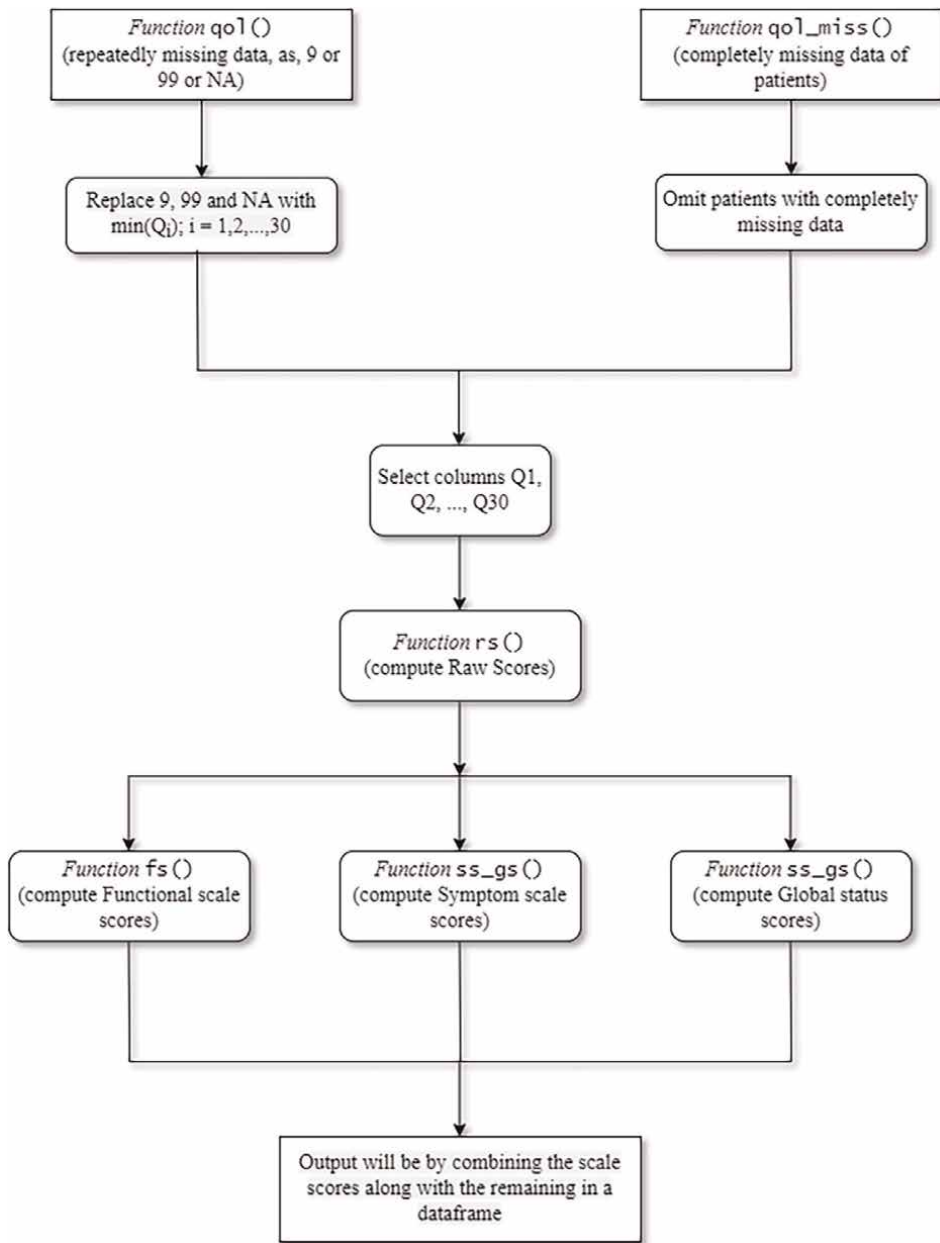 Function qol()
(repeatedly missing data, as, 9 or
99 or NA)
Function qol_miss()
(completely missing data of
patients)
Replace 9, 99 and NA with
min(Qi); i = 1,2,...,30
Omit patients with completely
missing data
Select columns Q1,
Q2, ..., Q30
Function rs()
(compute Raw Scores)
Function fs()
(compute Functional scale
scores)
Function ss_gs()
(compute Symptom scale
scores)
Function ss_gs()
(compute Global status
scores)
Output will be by combining the scale
scores along with the remaining in a
dataframe